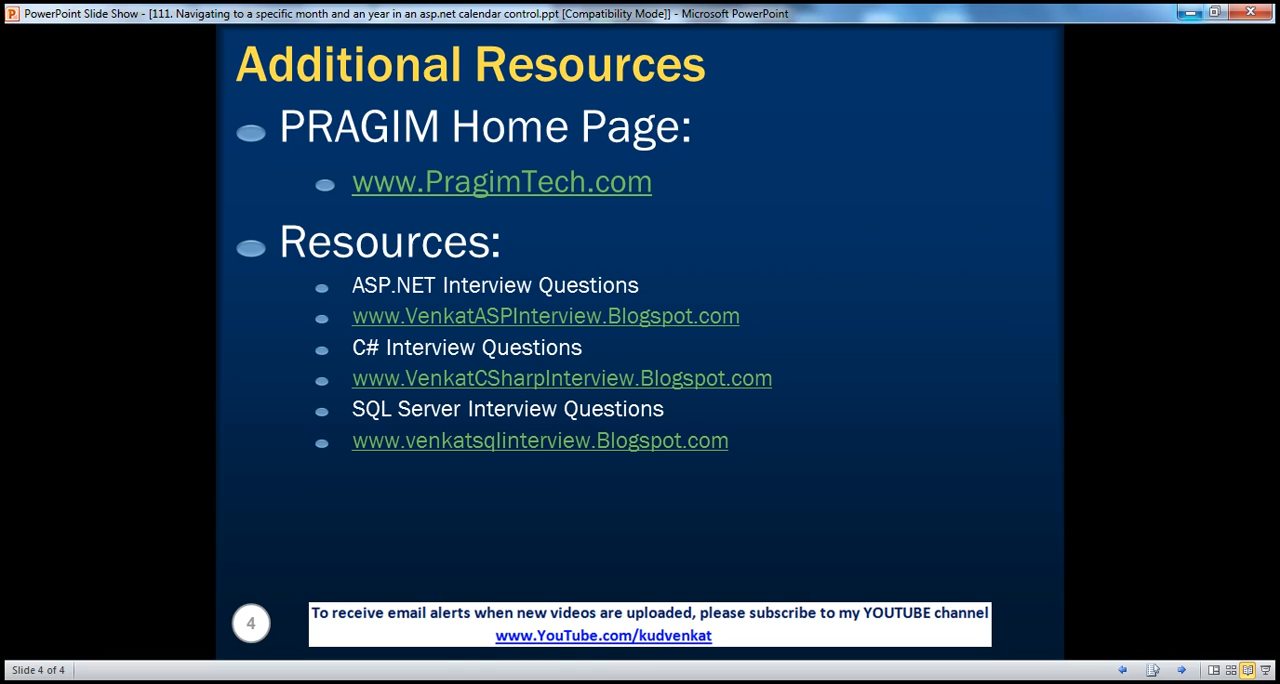 PowerPoint Slide Show - [111. Navigating to a specific month and an year in an asp.net calendar control.ppt [Compatibility Mode]] - Microsoft PowerPoint
Additional Resources
PRAGIM Home Page:
www.PragimTech.com
Resources:
ASP.NET Interview Questions
www.VenkatASPInterview.Blogspot.com
C# Interview Questions
www.VenkatCSharpInterview.Blogspot.com
SQL Server Interview Questions
www.venkatsqlinterview.Blogspot.com
4
To receive email alerts when new videos are uploaded, please subscribe to my YOUTUBE channel
www.YouTube.com/kudvenkat
Slide 4 of 4